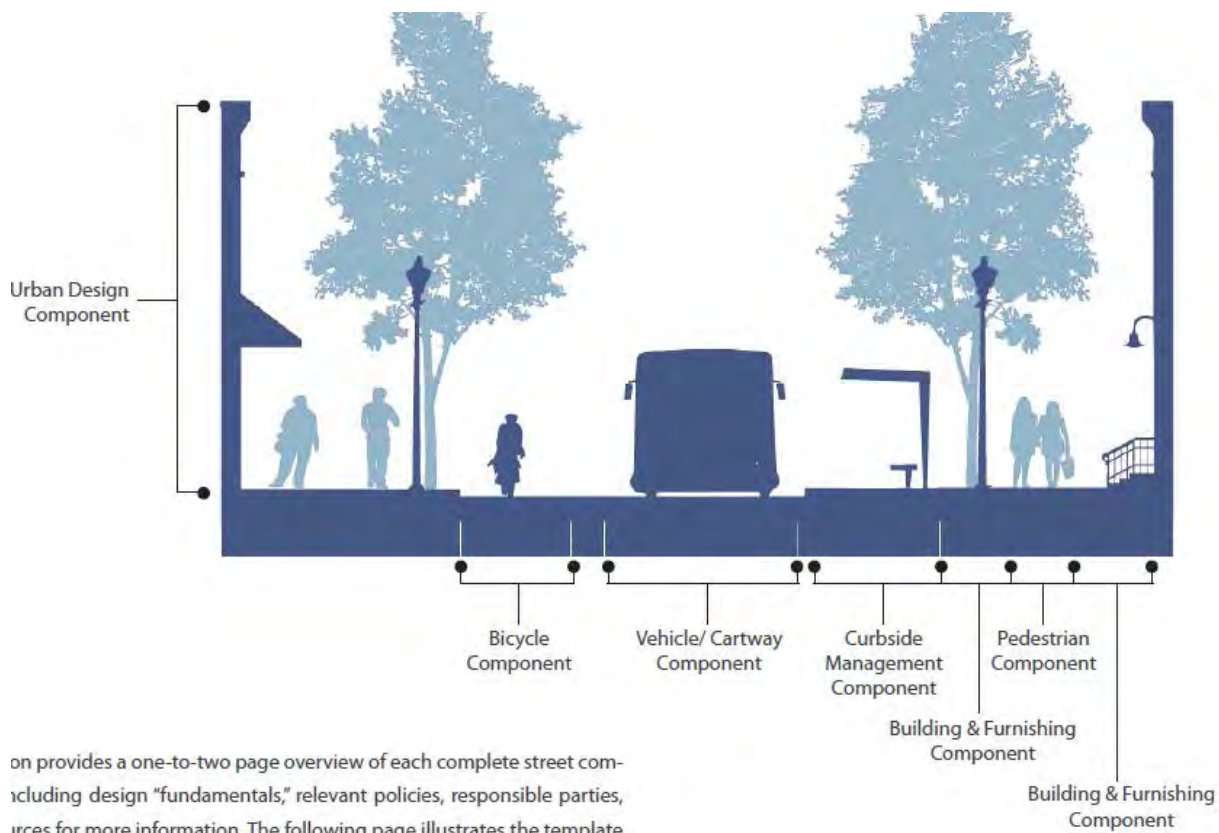 Urban Design
Component
Bicycle
Component
Vehicle/ Cartway
Component
Curbside
Management
Component
Pedestrian
Component
Building & Furnishing
Component
Building & Furnishing
Component
on provides a one-to-two page overview of each complete street com-
ncluding design “fundamentals,” relevant policies, responsible parties,
urces for more information. The following page illustrates the template